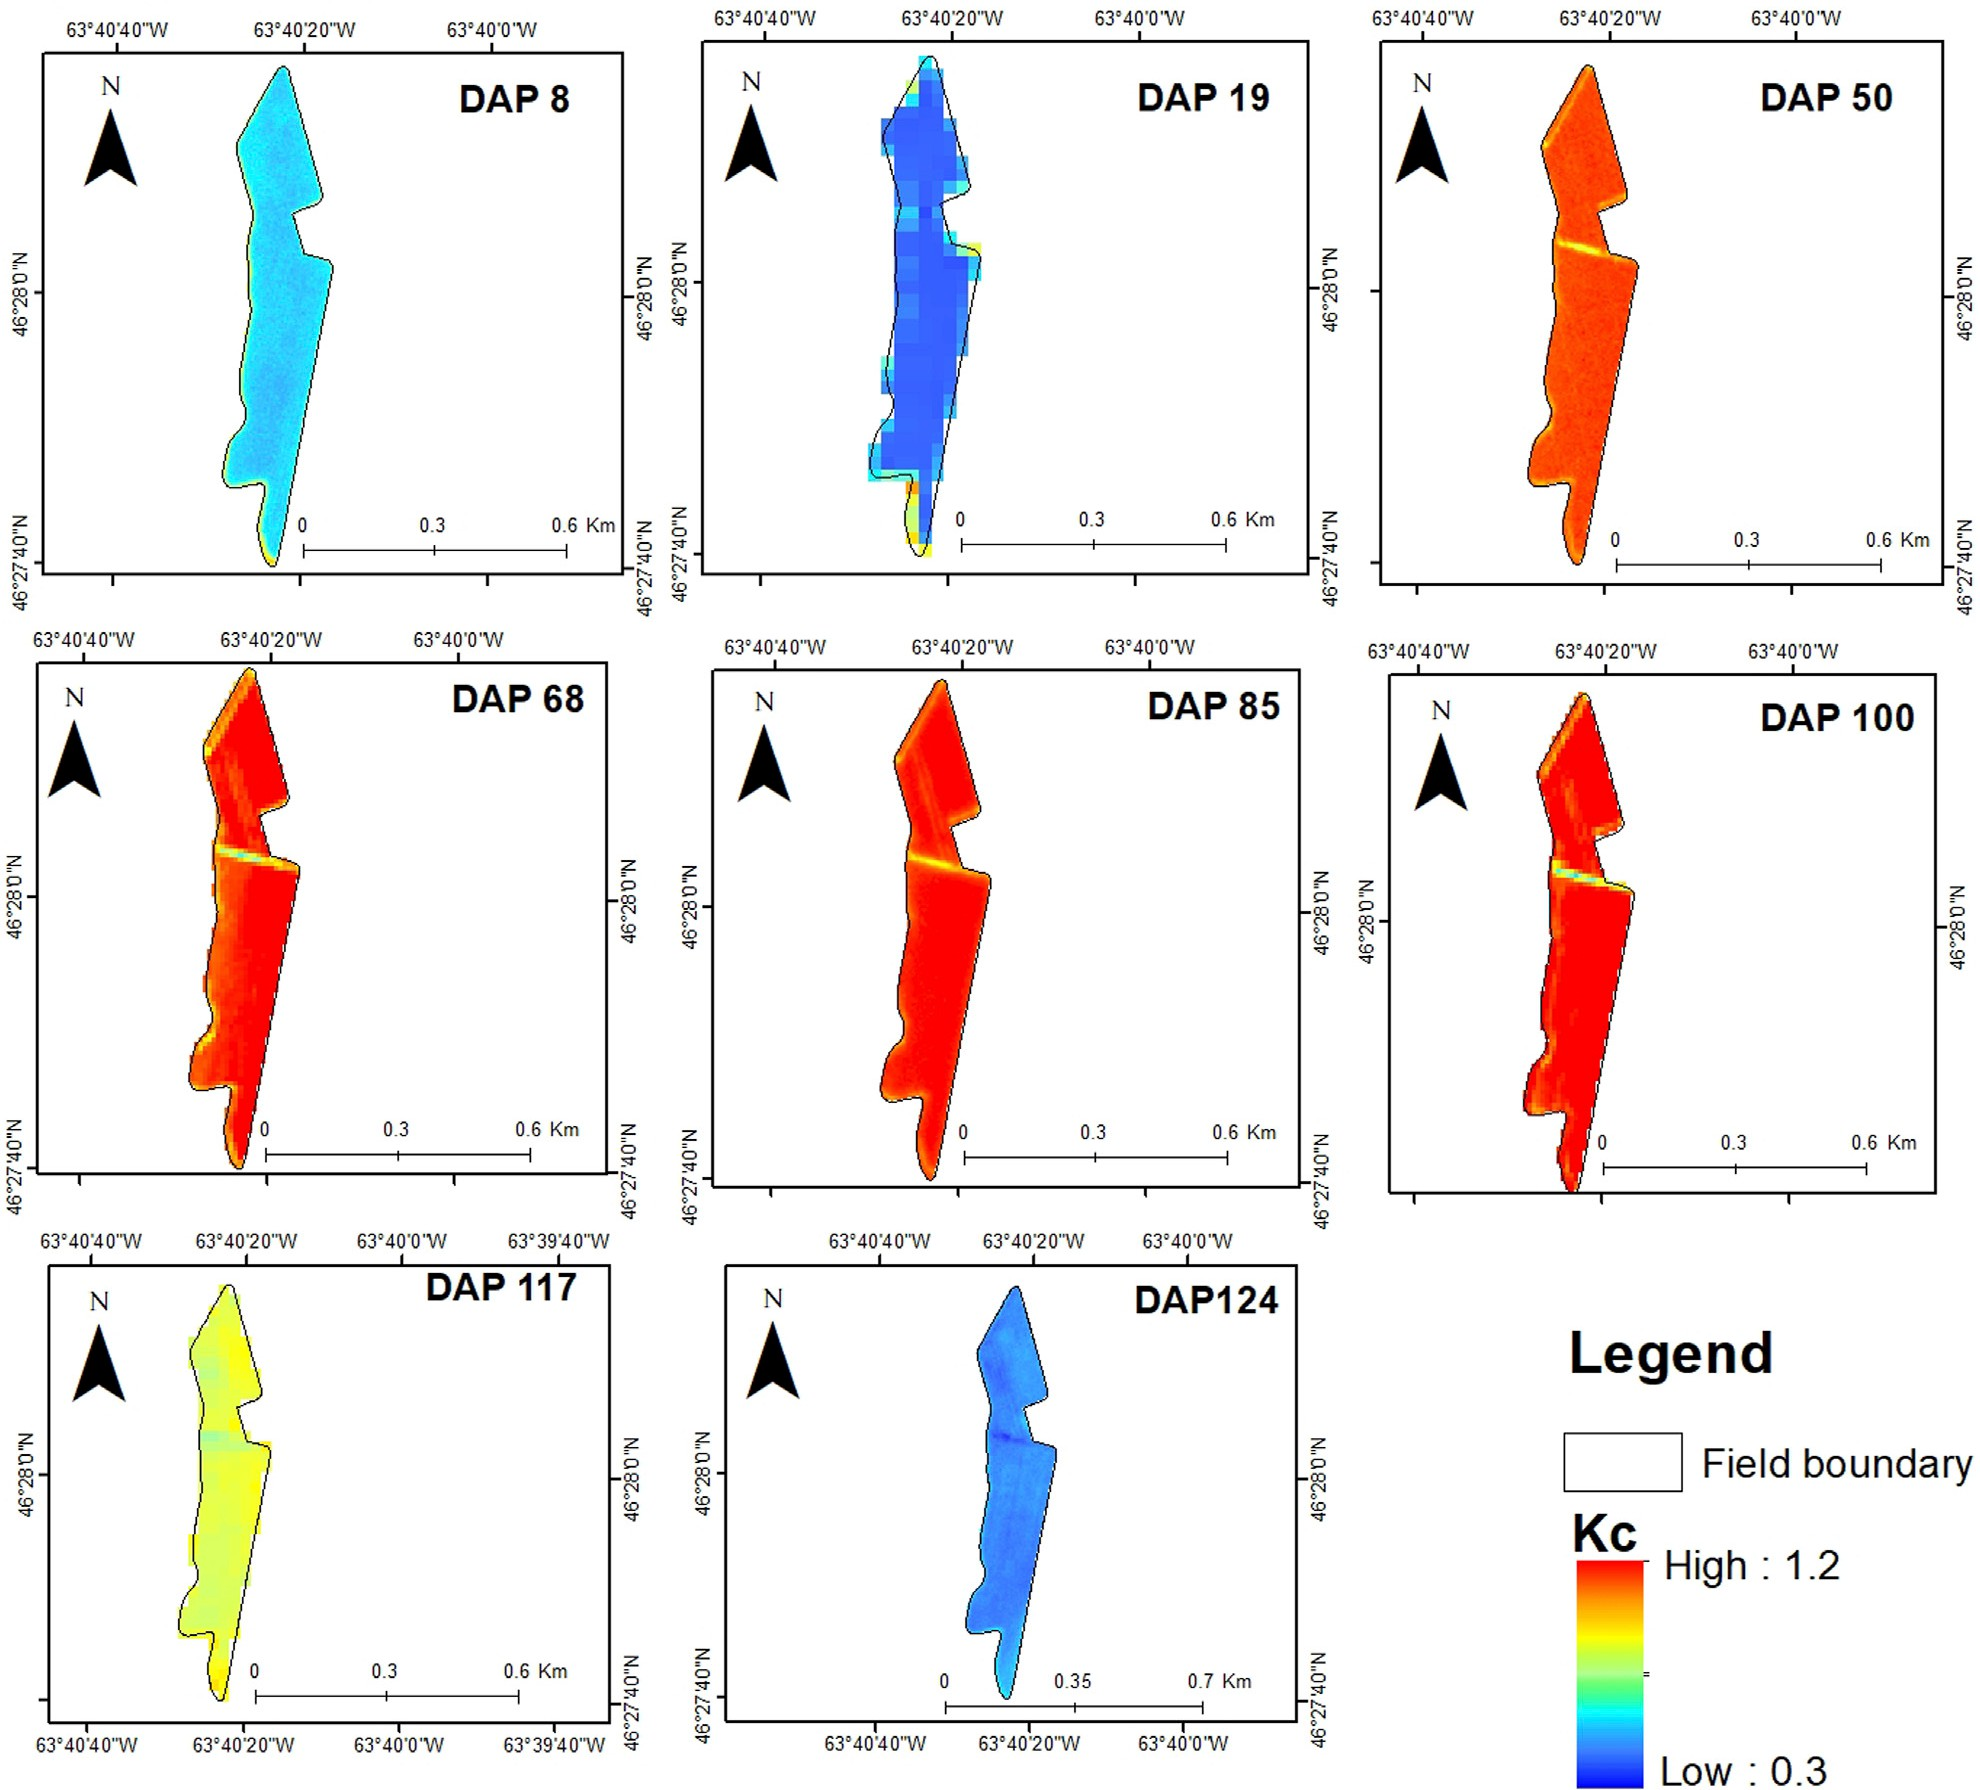 63°40'40"W 63°40'20"W 63°40'0"W
N
DAP 8
46°28'0"N
46°28'0"N
0 0.3 0.6 Km
46°27'40"N
46°27'40"N
63°40'40"W 63°40'20"W 63°40'0"W
N
DAP 19
46°28'0"N
46°28'0"N
0 0.3 0.6 Km
46°27'40"N
46°27'40"N
63°40'40"W 63°40'20"W 63°40'0"W
N
DAP 50
46°28'0"N
0 0.3 0.6 Km
46°27'40"N
63°40'40"W 63°40'20"W 63°40'0"W
N
DAP 68
46°28'0"N
46°28'0"N
0 0.3 0.6 Km
46°27'40"N
46°27'40"N
63°40'40"W 63°40'20"W 63°40'0"W
N
DAP 85
46°28'0"N
46°28'0"N
0 0.3 0.6 Km
46°27'40"N
46°27'40"N
63°40'40"W 63°40'20"W 63°40'0"W
N
DAP 100
46°28'0"N
46°28'0"N
0 0.3 0.6 Km
63°40'40"W 63°40'20"W 63°40'0"W 63°39'40"W
N
DAP 117
46°28'0"N
46°28'0"N
0 0.3 0.6 Km
46°27'40"N
63°40'40"W 63°40'20"W 63°40'0"W 63°39'40"W
63°40'40"W 63°40'20"W 63°40'0"W
N
DAP124
46°28'0"N
46°28'0"N
0 0.35 0.7 Km
46°27'40"N
46°27'40"N
63°40'40"W 63°40'20"W 63°40'0"W
Legend
Field boundary
Kc
High : 1.2
Low : 0.3